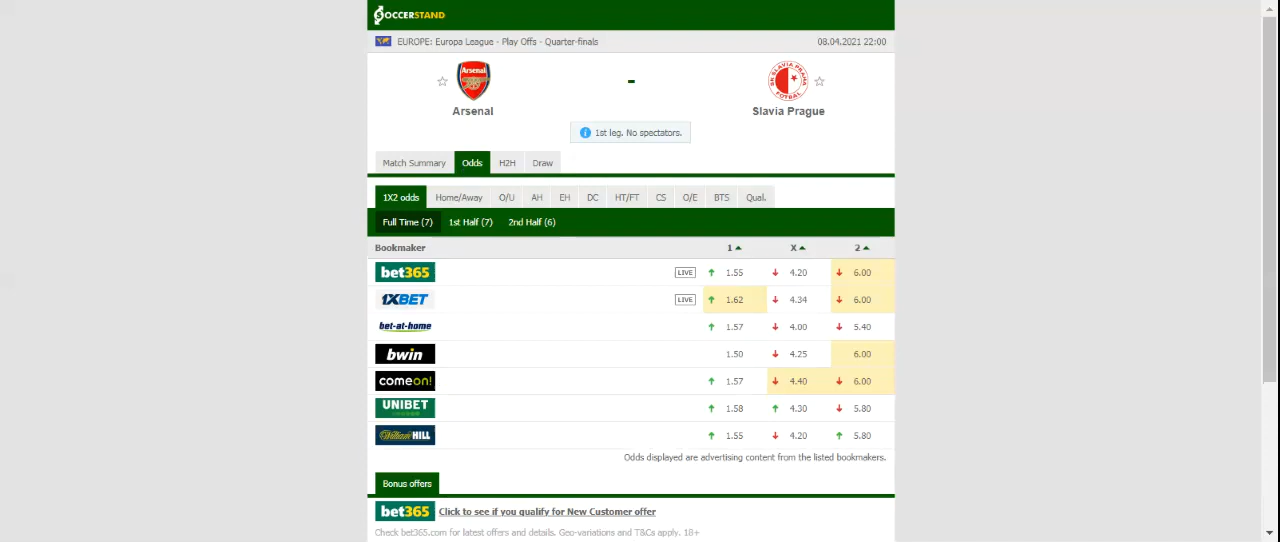 SOCCERSTAND
EUROPE: Europa League - Play Offs - Quarter-finals 08.04.2021 22:00
Arsenal
SK SLAVIA PRAHA
FOTBAL
-
Arsenal Slavia Prague
1st leg. No spectators.
Match Summary Odds H2H Draw
1X2 odds Home/Away O/U AH EH DC HT/FT CS O/E BTS Qual.
Full Time (7) 1st Half (7) 2nd Half (6)
Bookmaker 1 X 2
bet365 LIVE 1.55 4.20 6.00
1XBET LIVE 1.62 4.34 6.00
bet-at-home 1.57 4.00 5.40
bwin 1.50 4.25 6.00
comeon! 1.57 4.40 6.00
UNIBET 1.58 4.30 5.80
William HILL 1.55 4.20 5.80
Odds displayed are advertising content from the listed bookmakers.
Bonus offers
bet365 Click to see if you qualify for New Customer offer
Check bet365.com for latest offers and details. Geo-variations and T&Cs apply. 18+